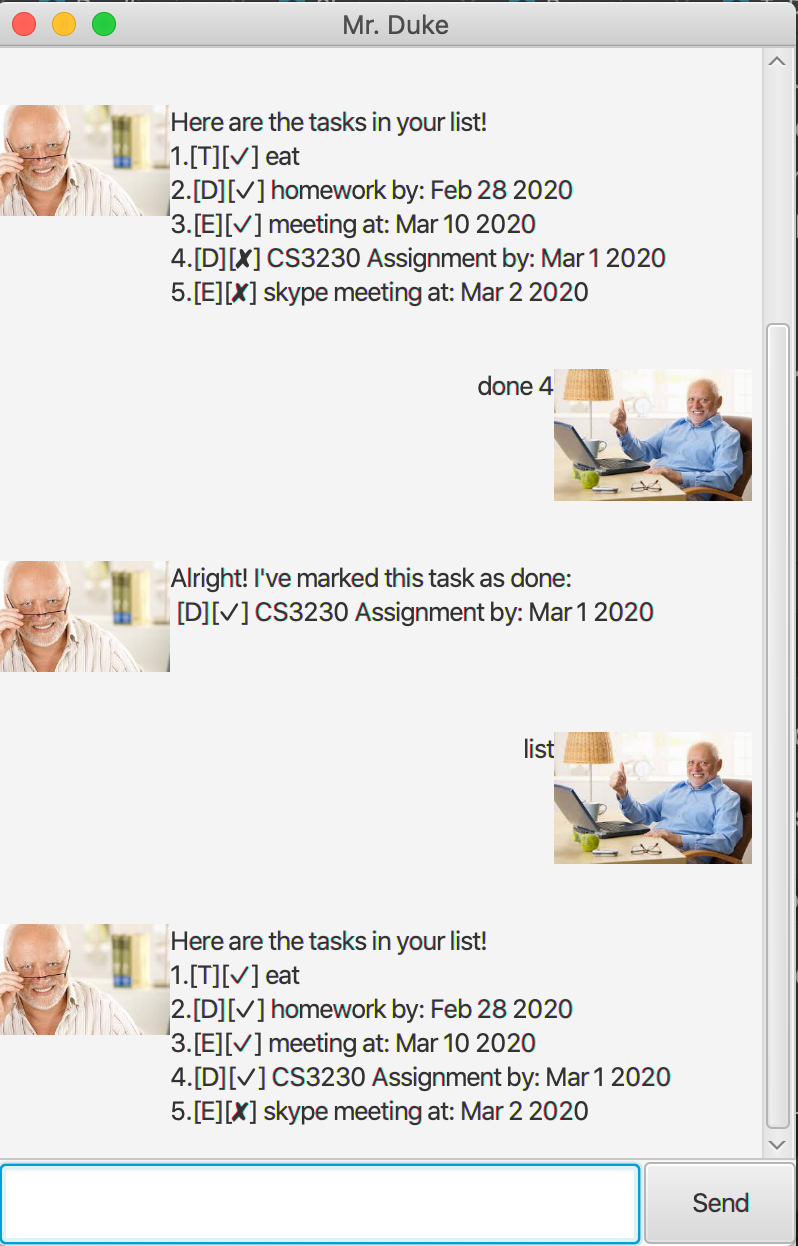 Mr. Duke
Here are the tasks in your list!
1.[T][✓] eat
2.[D][✓] homework by: Feb 28 2020
3.[E][✓] meeting at: Mar 10 2020
4.[D][✘] CS3230 Assignment by: Mar 1 2020
5.[E][✘] skype meeting at: Mar 2 2020
done 4
Alright! I've marked this task as done:
[D][✓] CS3230 Assignment by: Mar 1 2020
list
Here are the tasks in your list!
1.[T][✓] eat
2.[D][✓] homework by: Feb 28 2020
3.[E][✓] meeting at: Mar 10 2020
4.[D][✓] CS3230 Assignment by: Mar 1 2020
5.[E][✘] skype meeting at: Mar 2 2020
Send